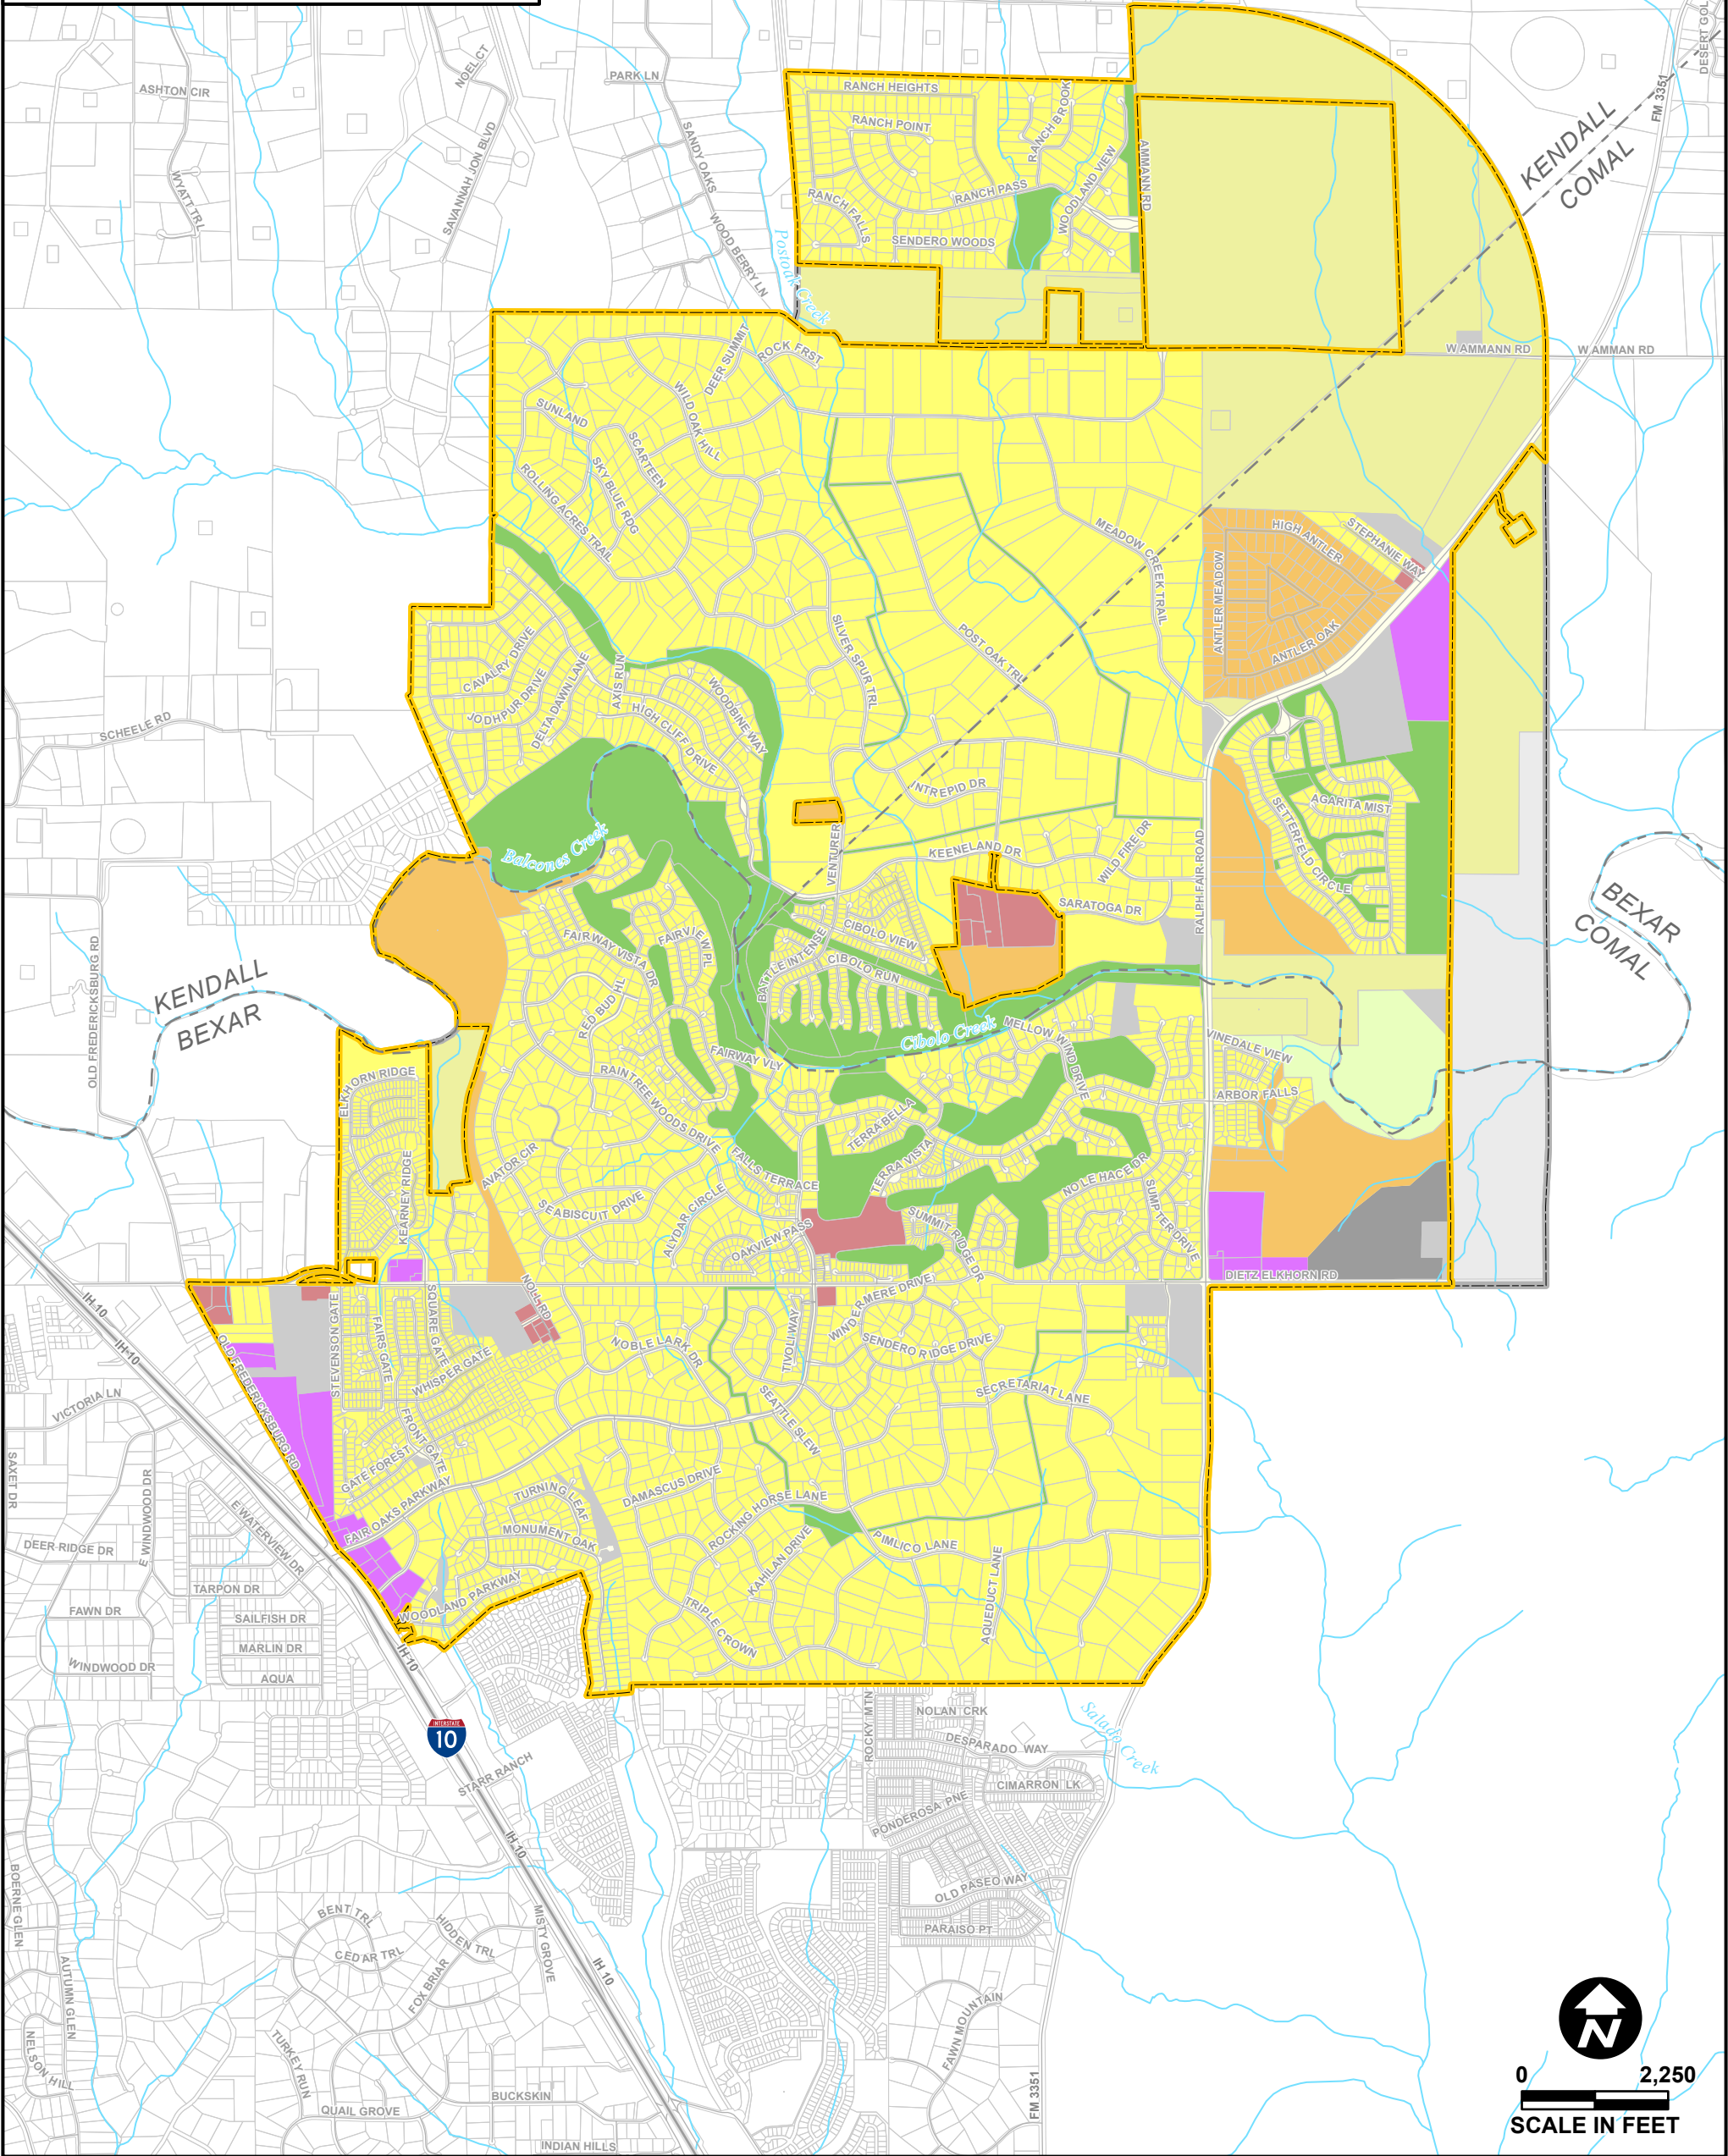 DESERT GOL
NOEL CT
PARK LN
ASHTON CIR
RANCH HEIGHTS
RANCH BROOK
FM 3351
RANCH POINT
KENDALL
COMAL
SANDY OAKS
SAVANNAH JON BLVD
WYATT TRL
AMMANN RD
WOODLAND VIEW
RANCH PASS
RANCH FALLS
SENDERO WOODS
WOOD BERRY LN
Postoak Creek
W AMMANN RD
W AMMAN RD
ROCK FRST
DEER SUMMIT
SUNLAND
WILD OAK HILL
SCARTEEN
SKY BLUE RDG
ROLLING ACRES TRAIL
MEADOW CREEK TRAIL
HIGH ANTLER
STEPHANIE WAY
ANTLER MEADOW
ANTLER OAK
SILVER SPUR TRL
POST OAK TRL
CAVALRY DRIVE
JODHPUR DRIVE
DELTA DAWN LANE
AXIS RUN
HIGH CLIFF DRIVE
WOODBINE WAY
SCHEELE RD
INTREPID DR
AGARITA MIST
SETTERFELD CIRCLE
Balcones Creek
VENTURER
KEENELAND DR
WILD FIRE DR
RALPH FAIR ROAD
SARATOGA DR
BEXAR
COMAL
CIBOLO VIEW
CIBOLO RUN
BATTLE INTENSE
FAIRVIEW PL
FAIRWAY VISTA DR
OLD FREDERICKSBURG RD
KENDALL
BEXAR
RED BUD HL
Cibolo Creek
MELLOW WIND DRIVE
FAIRWAY VLY
VINEDALE VIEW
ARBOR FALLS
ELKHORN RIDGE
RAINTREE WOODS DRIVE
TERRA BELLA
TERRA VISTA
AVATOR CIR
FALLS TERRACE
NO LE HACE DR
KEARNEY RIDGE
SEABISCUIT DRIVE
ALYDAR CIRCLE
SUMPTER DRIVE
OAKVIEW PASS
SUMMIT RIDGE DR
DIETZ ELKHORN RD
IH 10
IH 10
NOLL RD
WINDERMERE DRIVE
STEVENSON GATE
FAIRS GATE
SQUARE GATE
WHISPER GATE
NOBLE LARK DR
TIVOLI WAY
SENDERO RIDGE DRIVE
OLD FREDERICKSBURG RD
SECRETARIAT LANE
VICTORIA LN
FRONT GATE
SEATTLE SLEW
GATE FOREST
SAXET DR
E WINDWOOD DR
FAIR OAKS PARKWAY
TURNING LEAF
DAMASCUS DRIVE
ROCKING HORSE LANE
E WATERVIEW DR
MONUMENT OAK
PIMLICO LANE
DEER RIDGE DR
KAHILAN DRIVE
AQUEDUCT LANE
TARPON DR
WOODLAND PARKWAY
FAWN DR
SAILFISH DR
TRIPLE CROWN
MARLIN DR
WINDWOOD DR
AQUA
IH 10
Salado Creek
INTERSTATE
10
ROCKY MTN
NOLAN CRK
DESPARADO WAY
STARR RANCH
CIMARRON LK
PONDEROSA PNE
IH 10
BOERNE GLEN
OLD PASEO WAY
PARAISO PT
BENT TRL
HIDDEN TRL
MISTY GROVE
CEDAR TRL
FOX BRIAR
AUTUMN GLEN
IH 10
FAWN MOUNTAIN
NELSON HILL
TURKEY RUN
BUCKSKIN
QUAIL GROVE
FM 3351
INDIAN HILLS
N
0 2,250
SCALE IN FEET